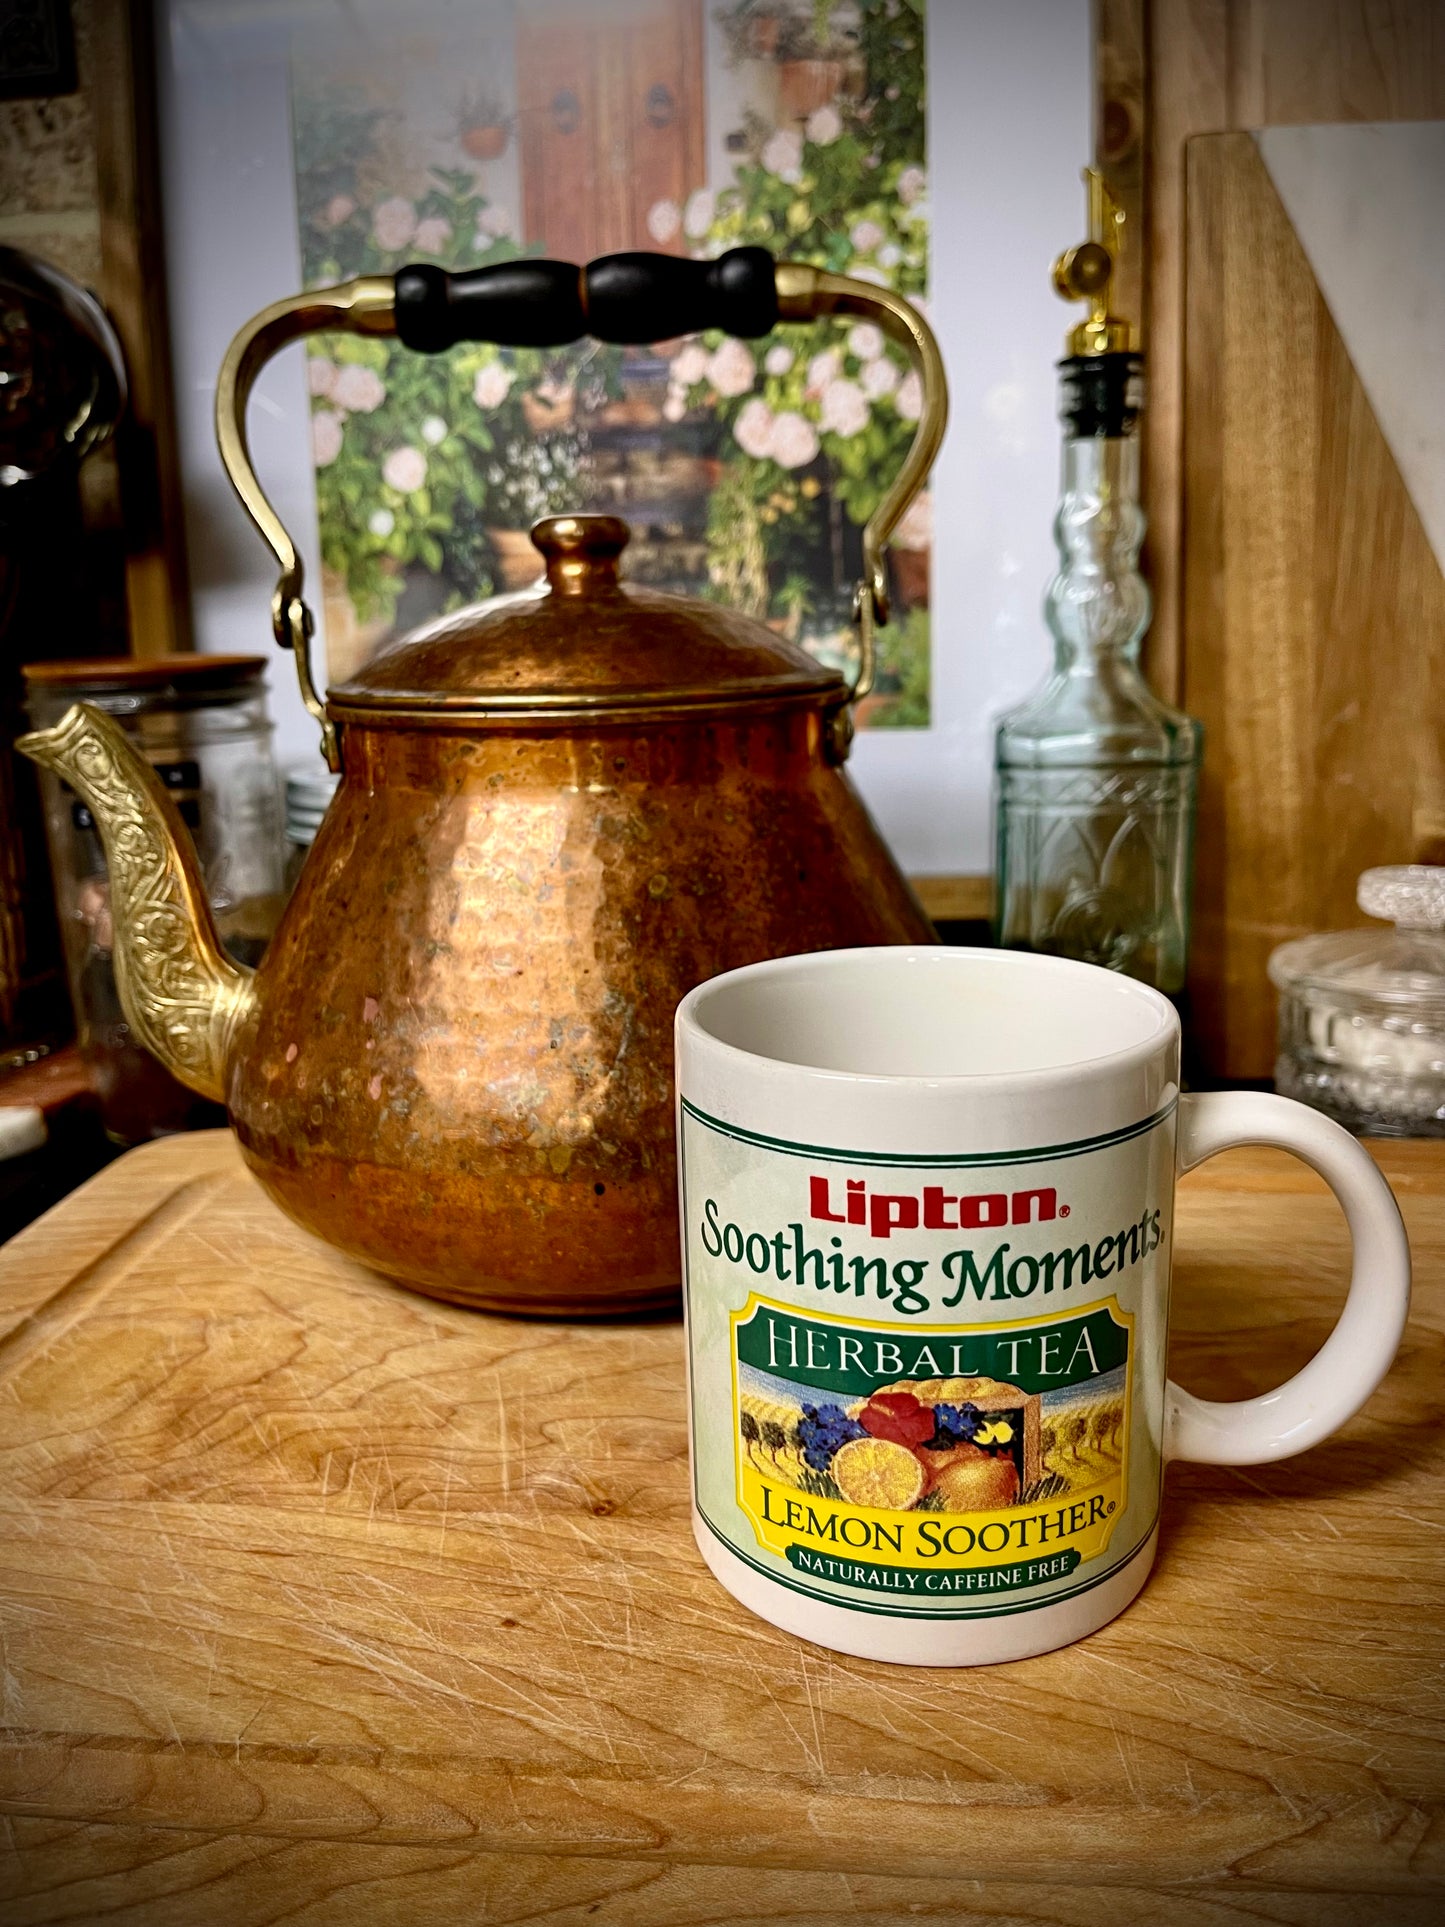 Lipton®
Soothing Moments.
HERBAL TEA
LEMON SOOTHER®
NATURALLY CAFFEINE FREE